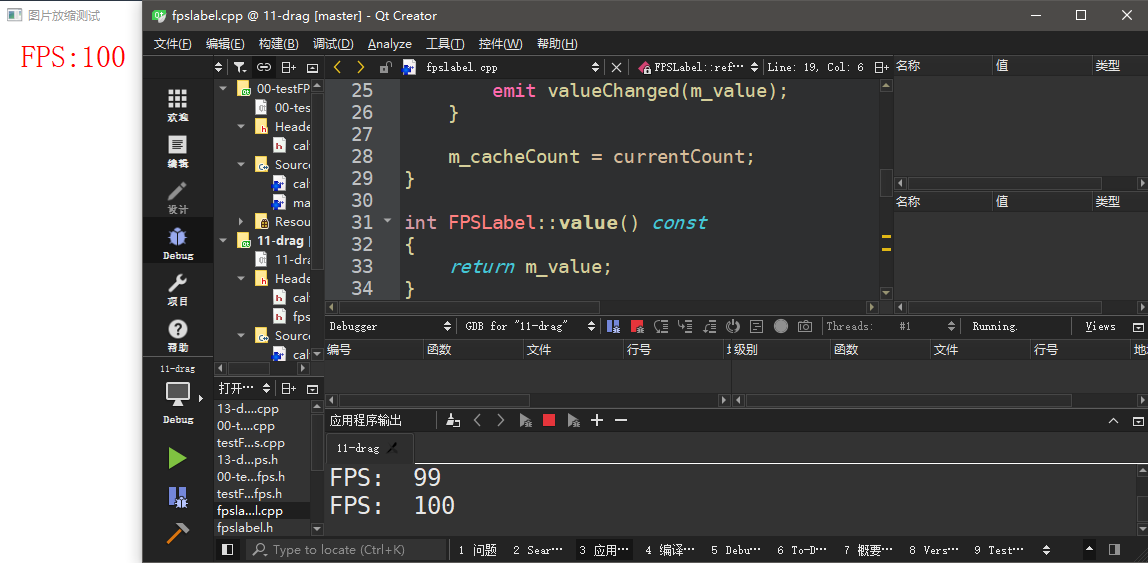 图片放缩测试
FPS:100
fpslabel.cpp @ 11-drag [master] - Qt Creator
文件(F) 编辑(E) 构建(B) 调试(D) Analyze 工具(T) 控件(W) 帮助(H)
fpslabel.cpp FPSLabel::ref… Line: 19, Col: 6
欢迎
编辑
设计
Debug
项目
帮助
11-drag
Debug
00-testFP
00-tes
Heade
cal
Sourc
cal
ma
Resou
11-drag [
11-dra
Heade
cal
fps
Sourc
cal
打开…
13-d....cpp
00-t....cpp
testF...s.cpp
13-d...ps.h
00-te...fps.h
testF...fps.h
fpsla...l.cpp
fpslabel.h
25 emit valueChanged(m_value);
26 }
27
28 m_cacheCount = currentCount;
29 }
30
31 int FPSLabel::value() const
32 {
33 return m_value;
34 }
名称 值 类型
名称 值 类型
Debugger GDB for "11-drag" Threads: #1 Running. Views
编号 函数 文件 行号 级别 函数 文件 行号
应用程序输出
11-drag
FPS: 99
FPS: 100
Type to locate (Ctrl+K) 1 问题 2 Sear… 3 应用… 4 编译… 5 Debu… 6 To-D… 7 概要… 8 Vers… 9 Test…